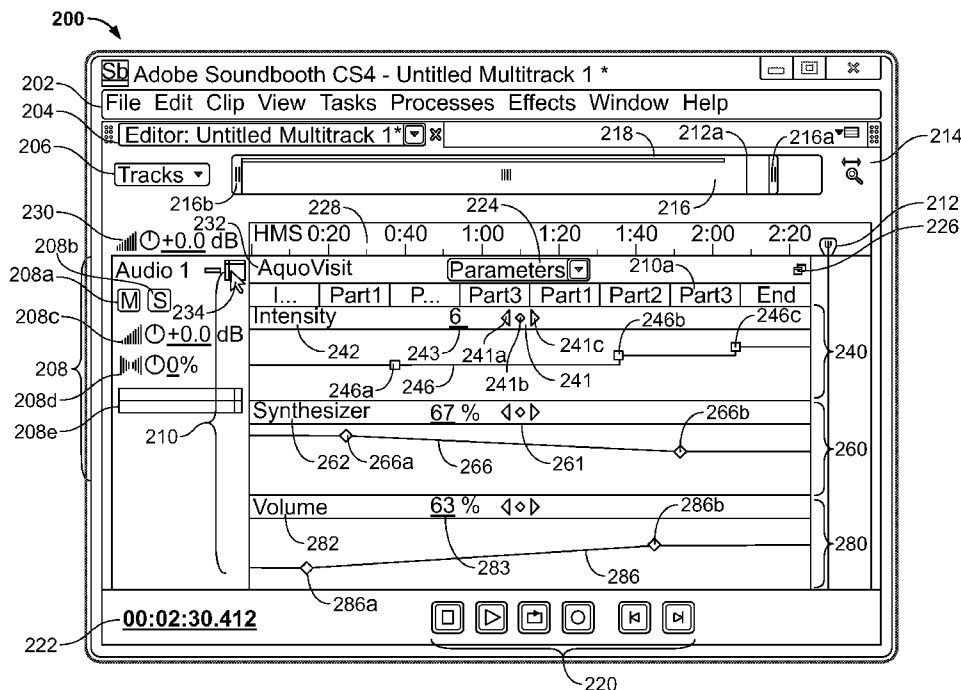 200
Sb Adobe Soundbooth CS4 - Untitled Multitrack 1 *
202
File Edit Clip View Tasks Processes Effects Window Help
204
Editor: Untitled Multitrack 1*
218
212a
216a
206
Tracks
214
216b
224
216
230
232
228
212
+0.0 dB
HMS 0:20 0:40 1:00 1:20 1:40 2:00 2:20
226
208b
Audio 1
AquoVisit
Parameters
210a
208a
M S
234
I... Part1 P... Part3 Part1 Part2 Part3 End
208c
+0.0 dB
Intensity
6
246b
246c
242
243
241a
241c
240
208
208d
0%
246a
246
241b
241
208e
Synthesizer
67 %
266b
210
262
266a
266
261
260
Volume
63 %
286b
282
283
286
280
286a
222
00:02:30.412
220